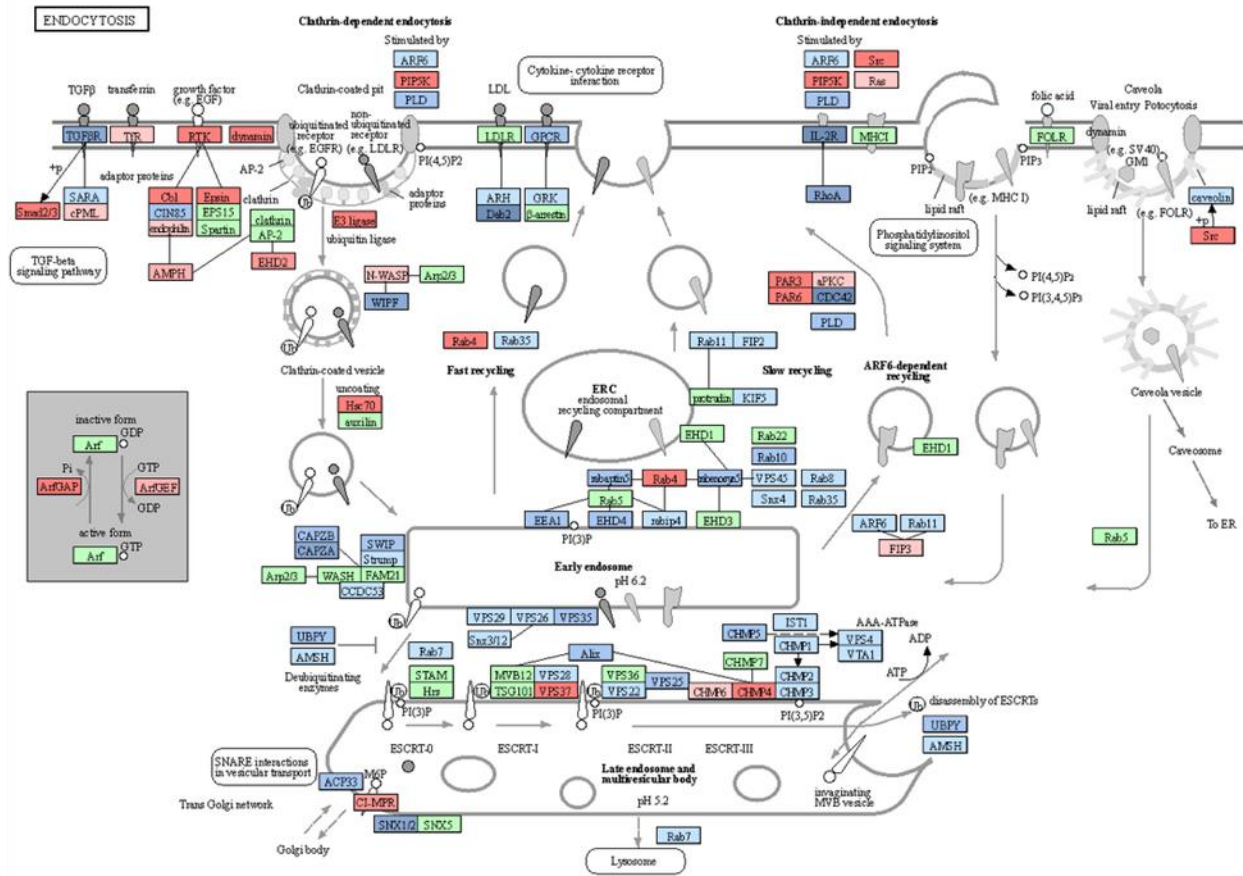 ENDOCYTOSIS
Clathrin-dependent endocytosis
Stimulated by
ARF6
PIP5K
PLD
Clathrin-independent endocytosis
Stimulated by
ARF6 Src
PIP5K Ras
PLD
Cytokine- cytokine receptor
interaction
TGFβ
transferrin
growth factor
(e.g. EGF)
Clathrin-coated pit
LDL
folic acid
Caveola
Viral entry Potocytosis
TGFBR
TfR
RTK
dynamin
ubiquitinated
receptor
(e.g. EGFR)
non-
ubiquitinated
receptor
(e.g. LDLR)
LDLR
GPCR
IL-2R
MHCI
FOLR
dynamin
(e.g. SV40)
GM1
+p
AP-2
PI(4,5)P2
PIP2
PIP3
adaptor proteins
Ub
adaptor
proteins
SARA
Smad2/3
cPML
Cbl
CIN85
endophilin
Epsin
EPS15
Spartin
clathrin
clathrin
AP-2
AMPH
EHD2
E3 ligase
ubiquitin ligase
ARH
Dab2
GRK
β-arrestin
RhoA
lipid raft
(e.g. MHC I)
lipid raft
(e.g. FOLR)
caveolin
+p
Src
TGF-beta
signaling pathway
Phosphatidylinositol
signaling system
N-WASP
Arp2/3
WIPF
PAR3 aPKC
PAR6 CDC42
PLD
PI(4,5)P2
PI(3,4,5)P3
Ub
Clathrin-coated vesicle
Rab4
Rab35
Fast recycling
Rab11 FIP2
Slow recycling
ARF6-dependent
recycling
Caveola vesicle
uncoating
Hsc70
auxilin
ERC
endosomal
recycling compartment
protrudin KIF5
EHD1
EHD1
Caveosome
To ER
inactive form
Arf
GDP
Pi
GTP
ArfGAP
ArfGEF
GDP
active form
Arf
GTP
Ub
Rab22
Rab10
rabaptin5
Rab4
rabenosyn5
VPS45
Rab8
Rab5
Snx4
Rab35
EEA1
EHD4
rabip4
EHD3
PI(3)P
ARF6
Rab11
FIP3
Rab5
CAPZB
CAPZA
SWIP
Strump
Arp2/3
WASH
FAM21
CCDC53
Early endosome
pH 6.2
Ub
VPS29 VPS26 VPS35
Snx3/12
UBPY
AMSH
Deubiquitinating
enzymes
Rab7
Alix
CHMP5
IST1
AAA-ATPase
CHMP1
VPS4
VTA1
ADP
ATP
STAM
Hrs
Ub
PI(3)P
MVB12 VPS28
TSG101 VPS37
Ub
VPS36
VPS22
VPS25
Ub
PI(3)P
CHMP7
CHMP6
CHMP4
CHMP2
CHMP3
PI(3,5)P2
Ub
disassembly of ESCRTs
UBPY
AMSH
ESCRT-0
ESCRT-I
ESCRT-II
ESCRT-III
SNARE interactions
in vesicular transport
Late endosome and
multivesicular body
pH 5.2
invaginating
MVB vesicle
ACP33
M6P
CI-MPR
Trans Golgi network
SNX1/2 SNX5
Golgi body
Rab7
Lysosome